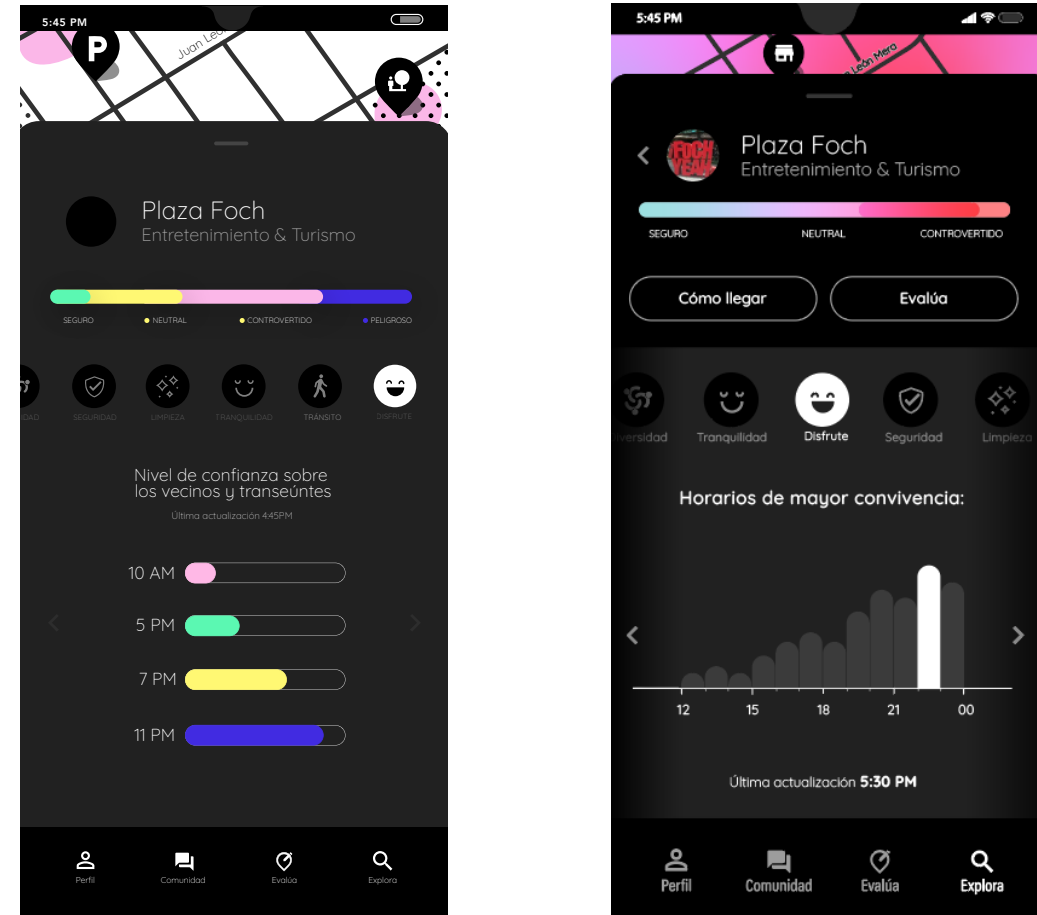 5:45 PM
P
Juan León
Plaza Foch
Entretenimiento & Turismo
SEGURO
NEUTRAL
CONTROVERTIDO
PELIGROSO
IDAD
SEGURIDAD
LIMPIEZA
TRANQUILIDAD
TRÁNSITO
DISFRUTE
Nivel de confianza sobre
los vecinos y transeúntes
Última actualización 4:45PM
10 AM
5 PM
7 PM
11 PM
Perfil
Comunidad
Evalúa
Explora
5:45 PM
León Mera
FOCH
YEAH
Plaza Foch
Entretenimiento & Turismo
SEGURO
NEUTRAL
CONTROVERTIDO
Cómo llegar
Evalúa
versidad
Tranquilidad
Disfrute
Seguridad
Limpieza
Horarios de mayor convivencia:
12 15 18 21 00
Última actualización 5:30 PM
Perfil
Comunidad
Evalúa
Explora